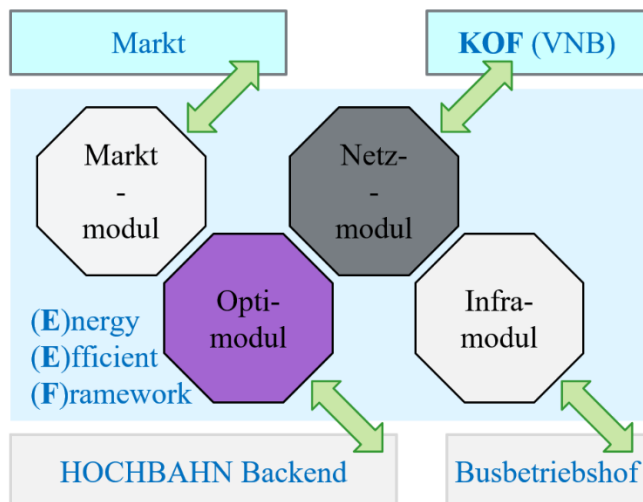 Markt
KOF (VNB)
Markt
-
modul
Netz-
-
modul
Opti-
modul
Infra-
modul
(E)nergy
(E)fficient
(F)ramework
HOCHBAHN Backend
Busbetriebshof